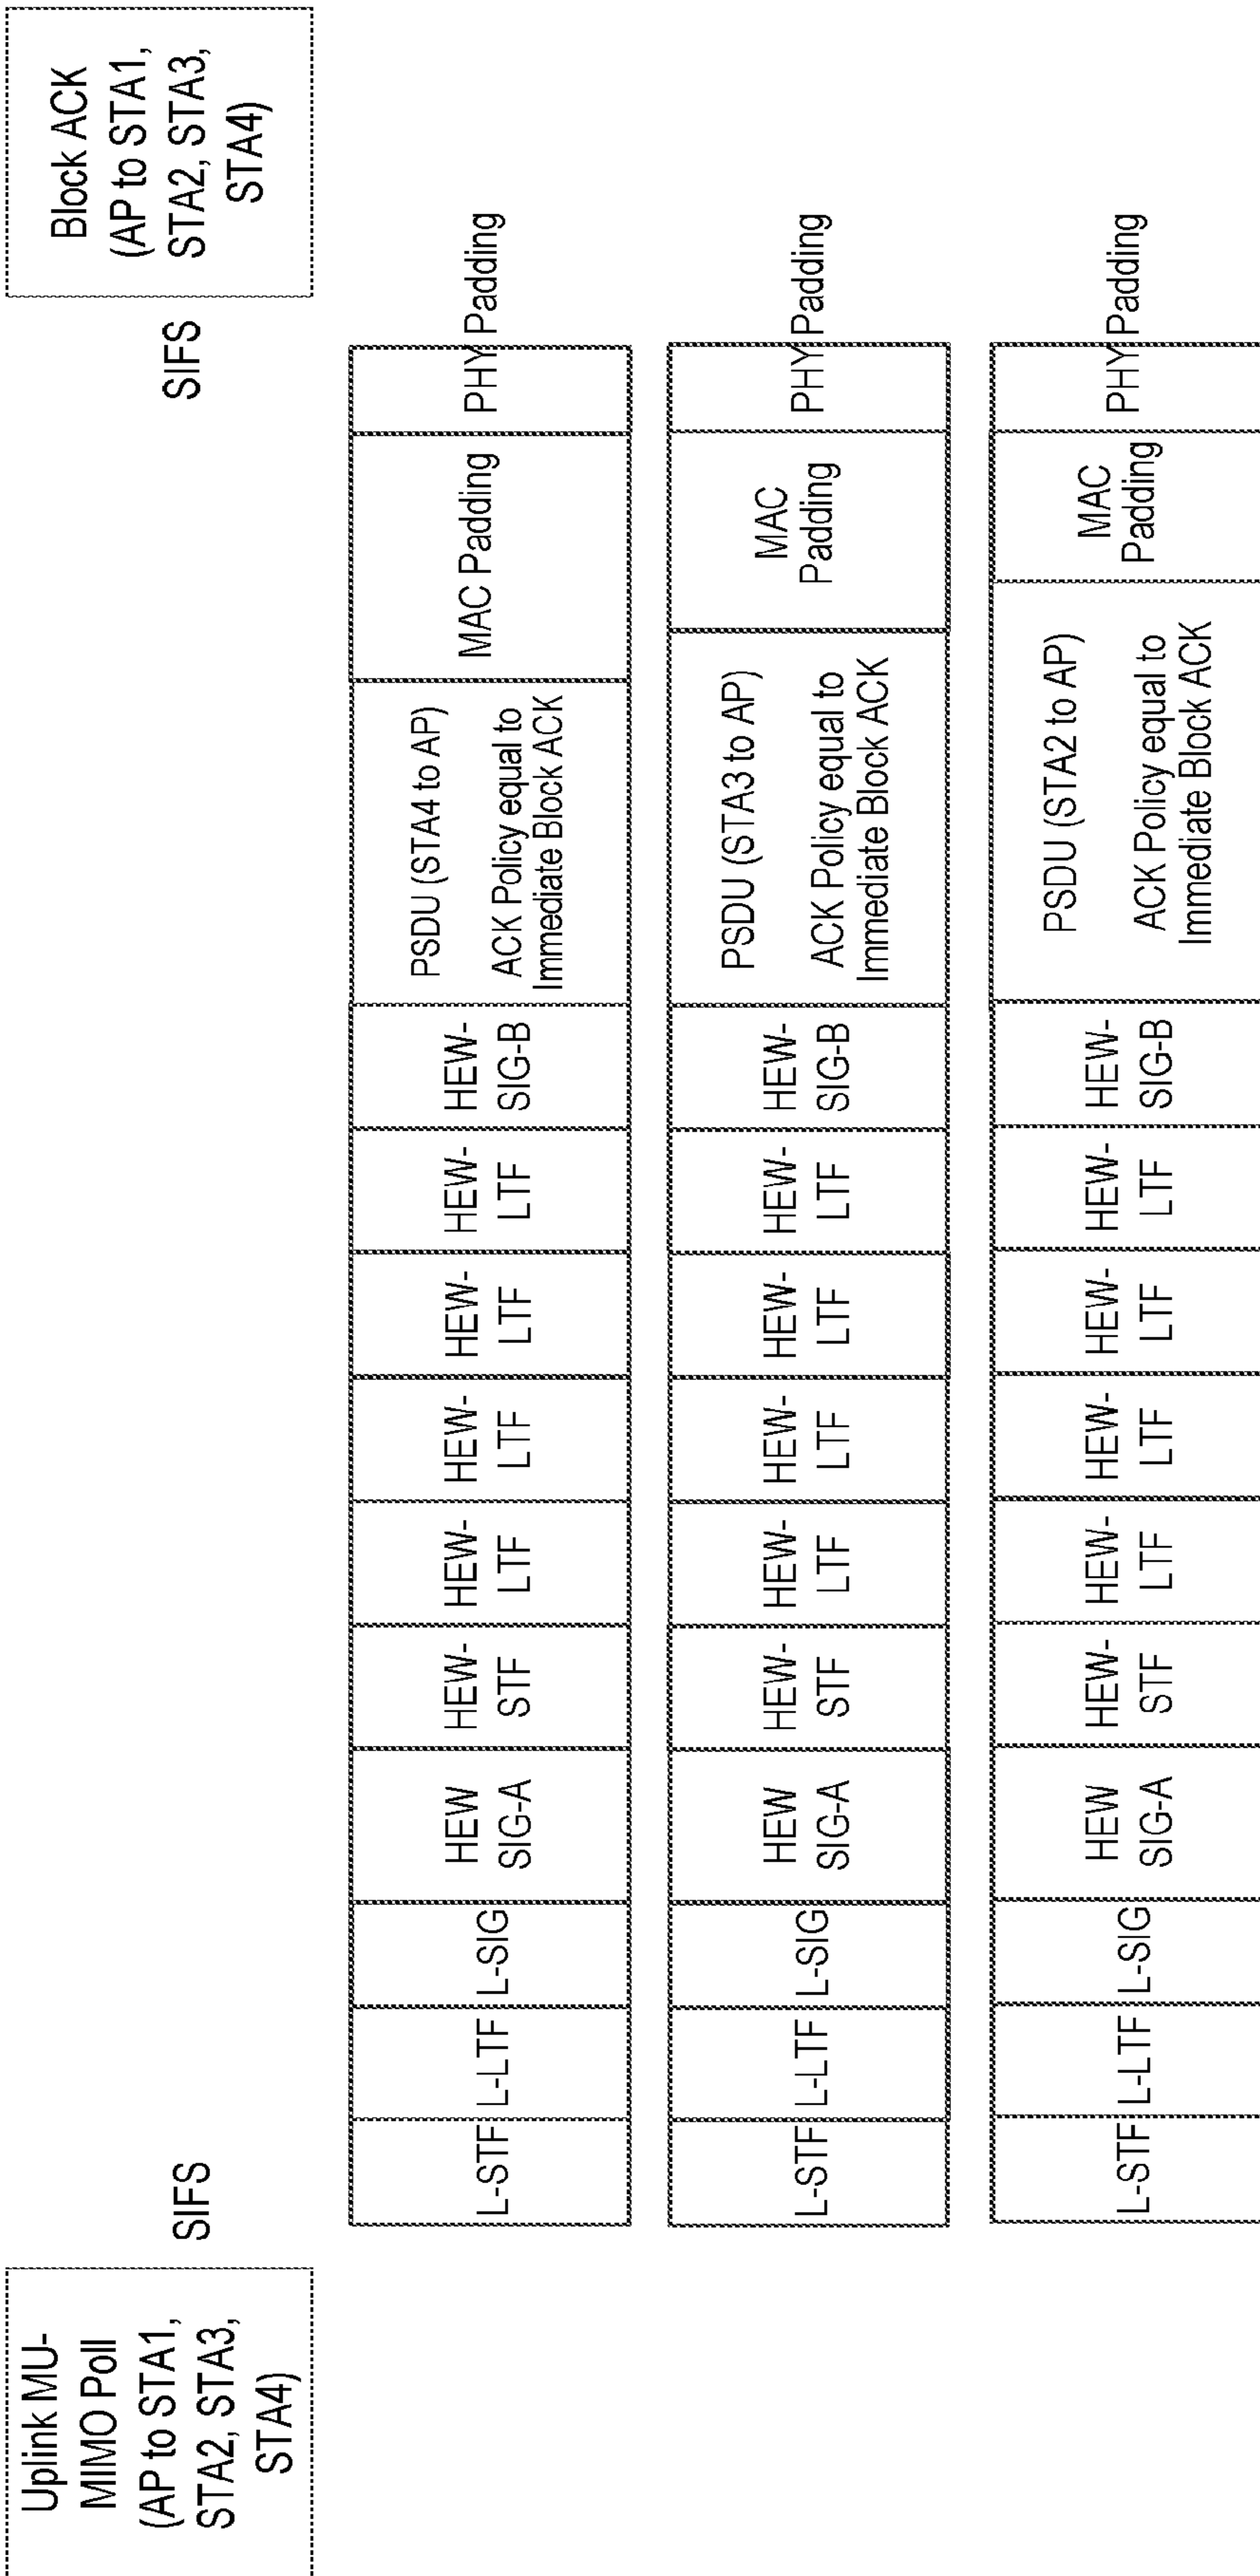 Uplink MU-
MIMO Poll
(AP to STA1,
STA2, STA3,
STA4)
SIFS
SIFS
Block ACK
(AP to STA1,
STA2, STA3,
STA4)
L-STF
L-LTF
L-SIG
HEW
SIG-A
HEW-
STF
HEW-
LTF
HEW-
LTF
HEW-
LTF
HEW-
LTF
HEW-
SIG-B
PSDU (STA4 to AP)
ACK Policy equal to
Immediate Block ACK
MAC Padding
PHY Padding
L-STF
L-LTF
L-SIG
HEW
SIG-A
HEW-
STF
HEW-
LTF
HEW-
LTF
HEW-
LTF
HEW-
LTF
HEW-
SIG-B
PSDU (STA3 to AP)
ACK Policy equal to
Immediate Block ACK
MAC
Padding
PHY Padding
L-STF
L-LTF
L-SIG
HEW
SIG-A
HEW-
STF
HEW-
LTF
HEW-
LTF
HEW-
LTF
HEW-
LTF
HEW-
SIG-B
PSDU (STA2 to AP)
ACK Policy equal to
Immediate Block ACK
MAC
Padding
PHY Padding